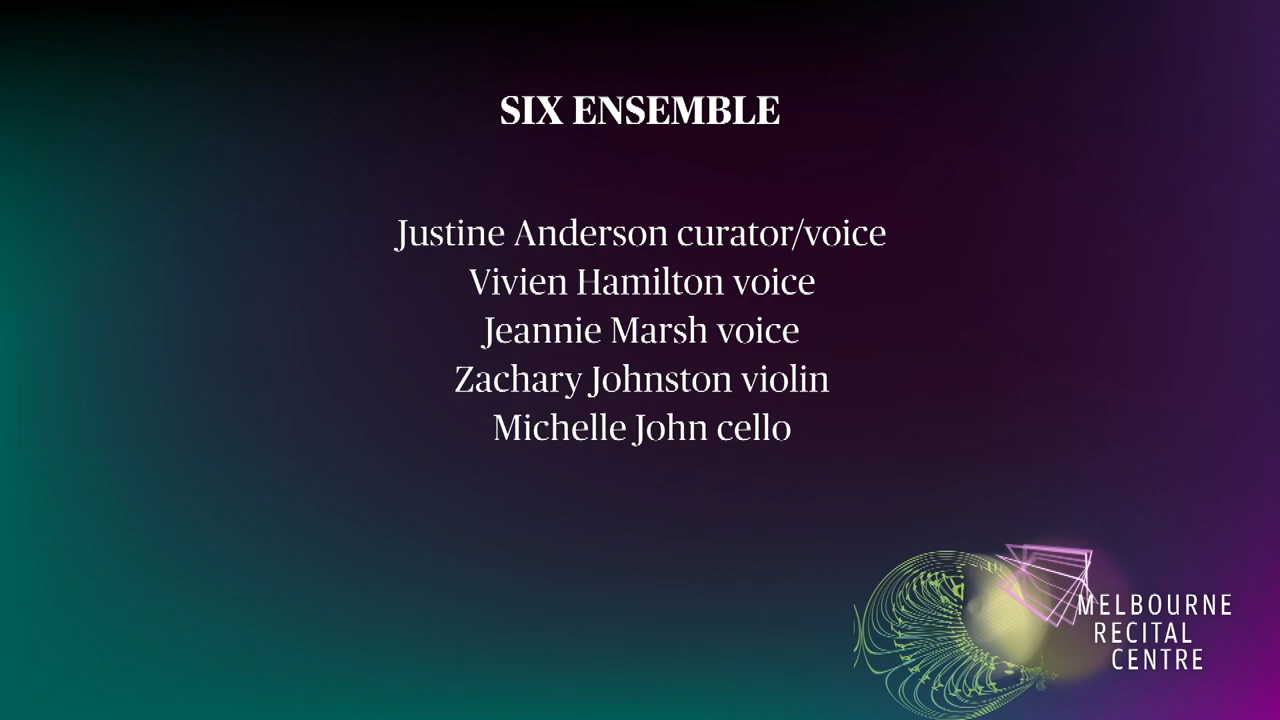 SIX ENSEMBLE
Justine Anderson curator/voice
Vivien Hamilton voice
Jeannie Marsh voice
Zachary Johnston violin
Michelle John cello
MELBOURNE
RECITAL
CENTRE